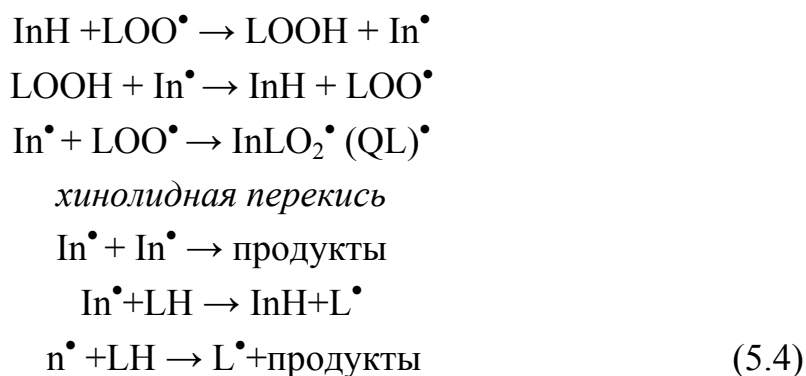 InH +LOO• → LOOH + In•
LOOH + In• → InH + LOO•
In• + LOO• → InLO₂• (QL)•
хинолидная перекись
In• + In• → продукты
In•+LH → InH+L•
n• +LH → L•+продукты (5.4)